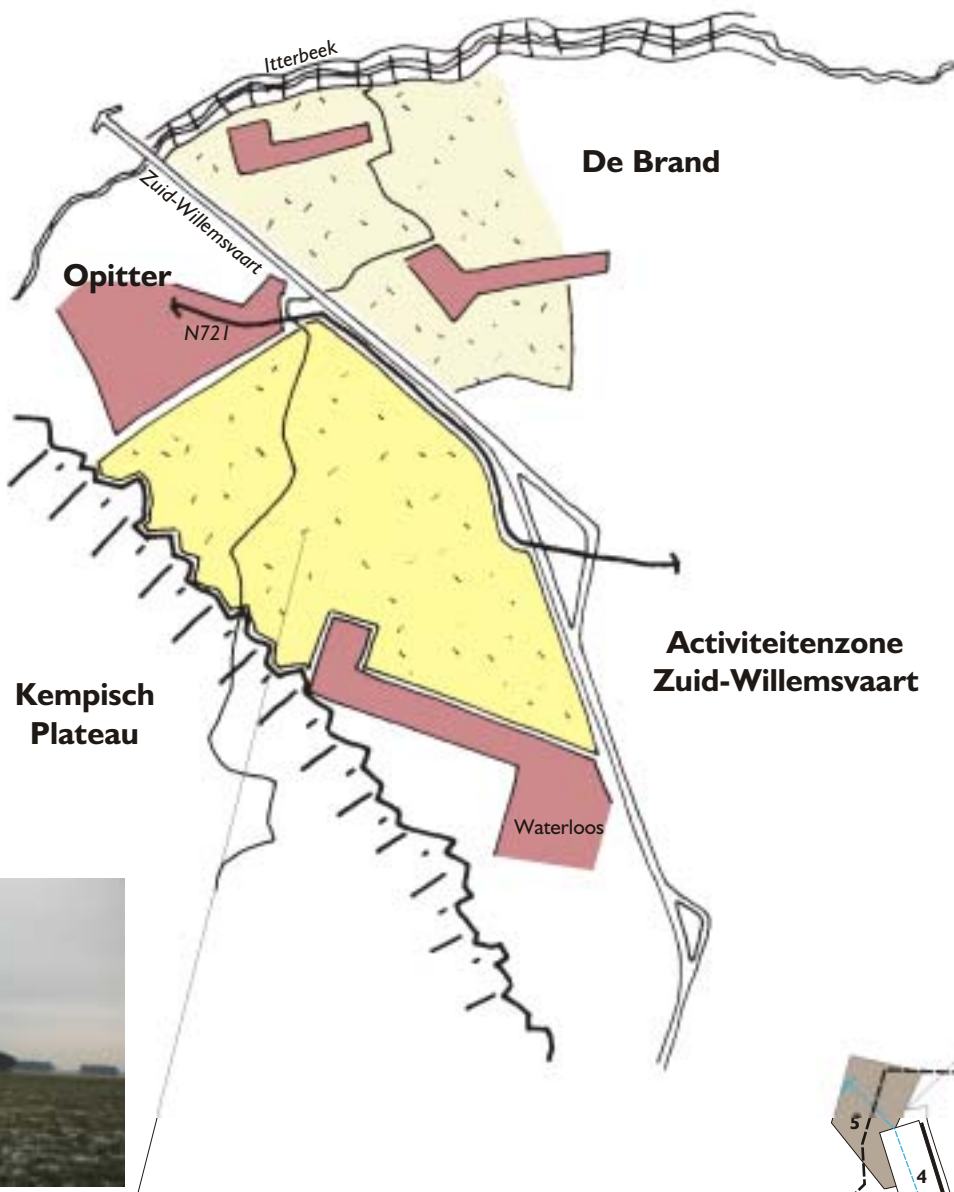 Itterbeek
De Brand
Zuid-Willemsvaart
Opitter
N721
Activiteitenzone
Zuid-Willemsvaart
Kempisch
Plateau
Waterloos
5
4